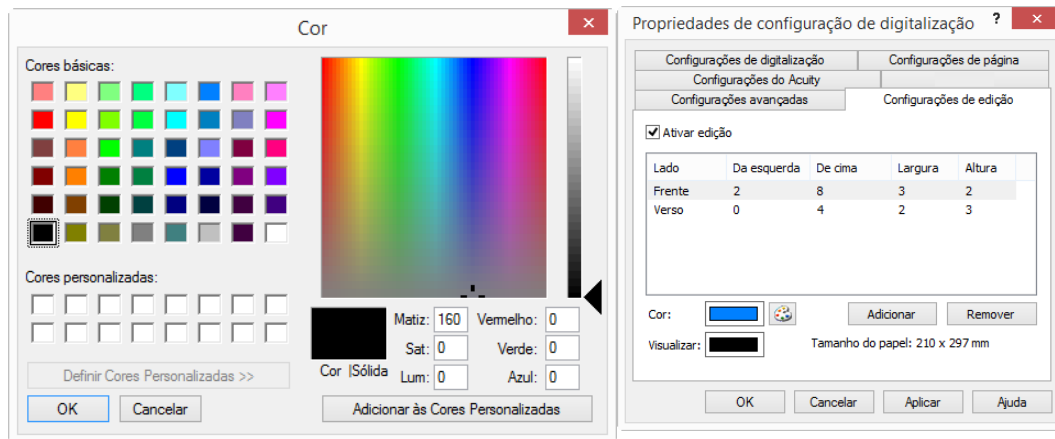 Cor
Cores básicas:
Cores personalizadas:
Definir Cores Personalizadas >>
OK Cancelar
Matiz: 160 Vermelho: 0
Sat: 0 Verde: 0
Cor |Sólida Lum: 0 Azul: 0
Adicionar às Cores Personalizadas
Propriedades de configuração de digitalização ?
Configurações de digitalização Configurações de página
Configurações do Acuity
Configurações avançadas Configurações de edição
Ativar edição
Lado Da esquerda De cima Largura Altura
Frente 2 8 3 2
Verso 0 4 2 3
Cor: Adicionar Remover
Visualizar: Tamanho do papel: 210 x 297 mm
OK Cancelar Aplicar Ajuda